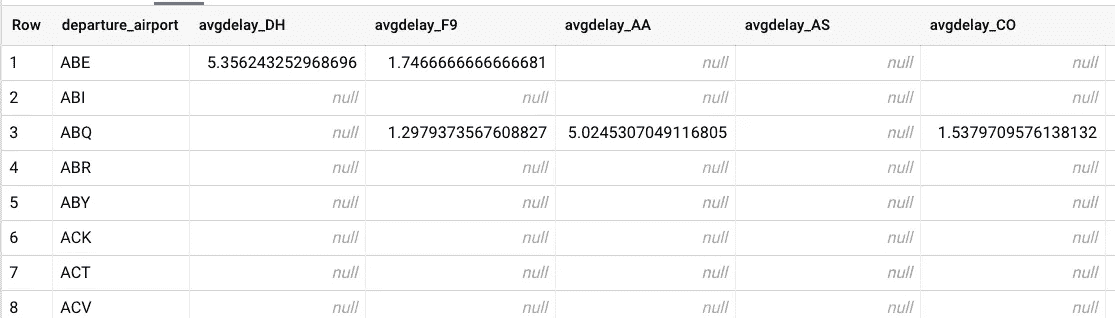 Row departure_airport avgdelay_DH avgdelay_F9 avgdelay_AA avgdelay_AS avgdelay_CO
1 ABE 5.356243252968696 1.7466666666666681 null null null
2 ABI null null null null null
3 ABQ null 1.2979373567608827 5.0245307049116805 null 1.5379709576138132
4 ABR null null null null null
5 ABY null null null null null
6 ACK null null null null null
7 ACT null null null null null
8 ACV null null null null null